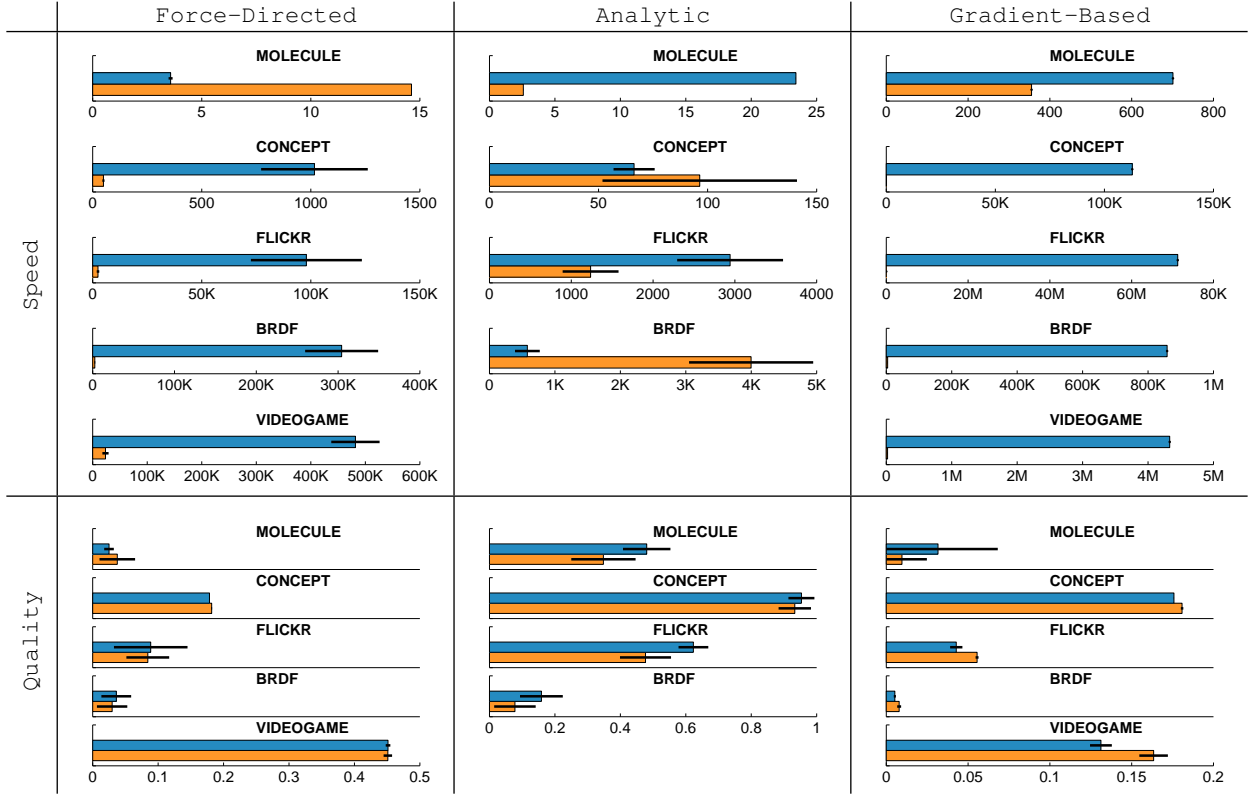 Force-Directed Analytic Gradient-Based
Speed
MOLECULE MOLECULE MOLECULE
0 5 10 15 0 5 10 15 20 25 0 200 400 600 800
CONCEPT CONCEPT CONCEPT
0 500 1000 1500 0 50 100 150 0 50K 100K 150K
FLICKR FLICKR FLICKR
0 50K 100K 150K 0 1000 2000 3000 4000 0 20M 40M 60M 80K
BRDF BRDF BRDF
0 100K 200K 300K 400K 0 1K 2K 3K 4K 5K 0 200K 400K 600K 800K 1M
VIDEOGAME VIDEOGAME
0 100K 200K 300K 400K 500K 600K 0 1M 2M 3M 4M 5M
Quality
MOLECULE MOLECULE MOLECULE
CONCEPT CONCEPT CONCEPT
FLICKR FLICKR FLICKR
BRDF BRDF BRDF
0 0.2 0.4 0.6 0.8 1
VIDEOGAME VIDEOGAME
0 0.1 0.2 0.3 0.4 0.5 0 0.05 0.1 0.15 0.2